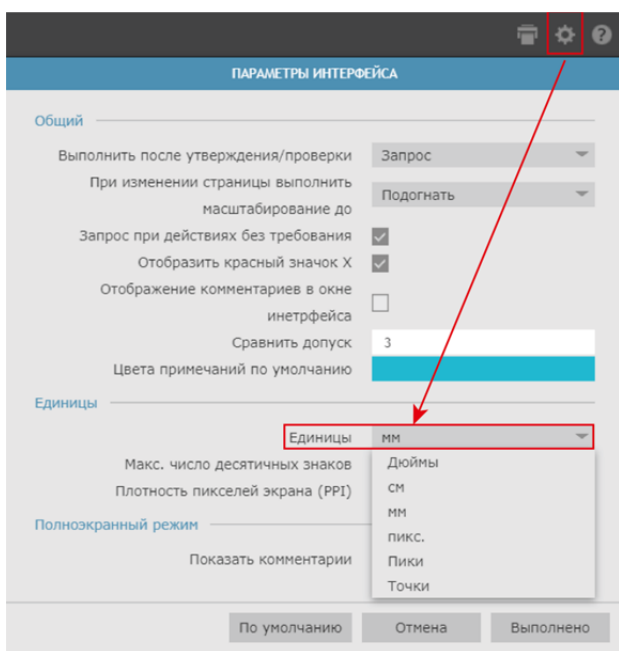 ПАРАМЕТРЫ ИНТЕРФЕЙСА
Общий
Выполнить после утверждения/проверки Запрос
При изменении страницы выполнить
масштабирование до Подогнать
Запрос при действиях без требования
Отобразить красный значок X
Отображение комментариев в окне
инетрфейса
Сравнить допуск 3
Цвета примечаний по умолчанию
Единицы
Единицы мм
Макс. число десятичных знаков
Плотность пикселей экрана (PPI)
Дюймы
см
мм
пикс.
Пики
Точки
Полноэкранный режим
Показать комментарии
По умолчанию Отмена Выполнено